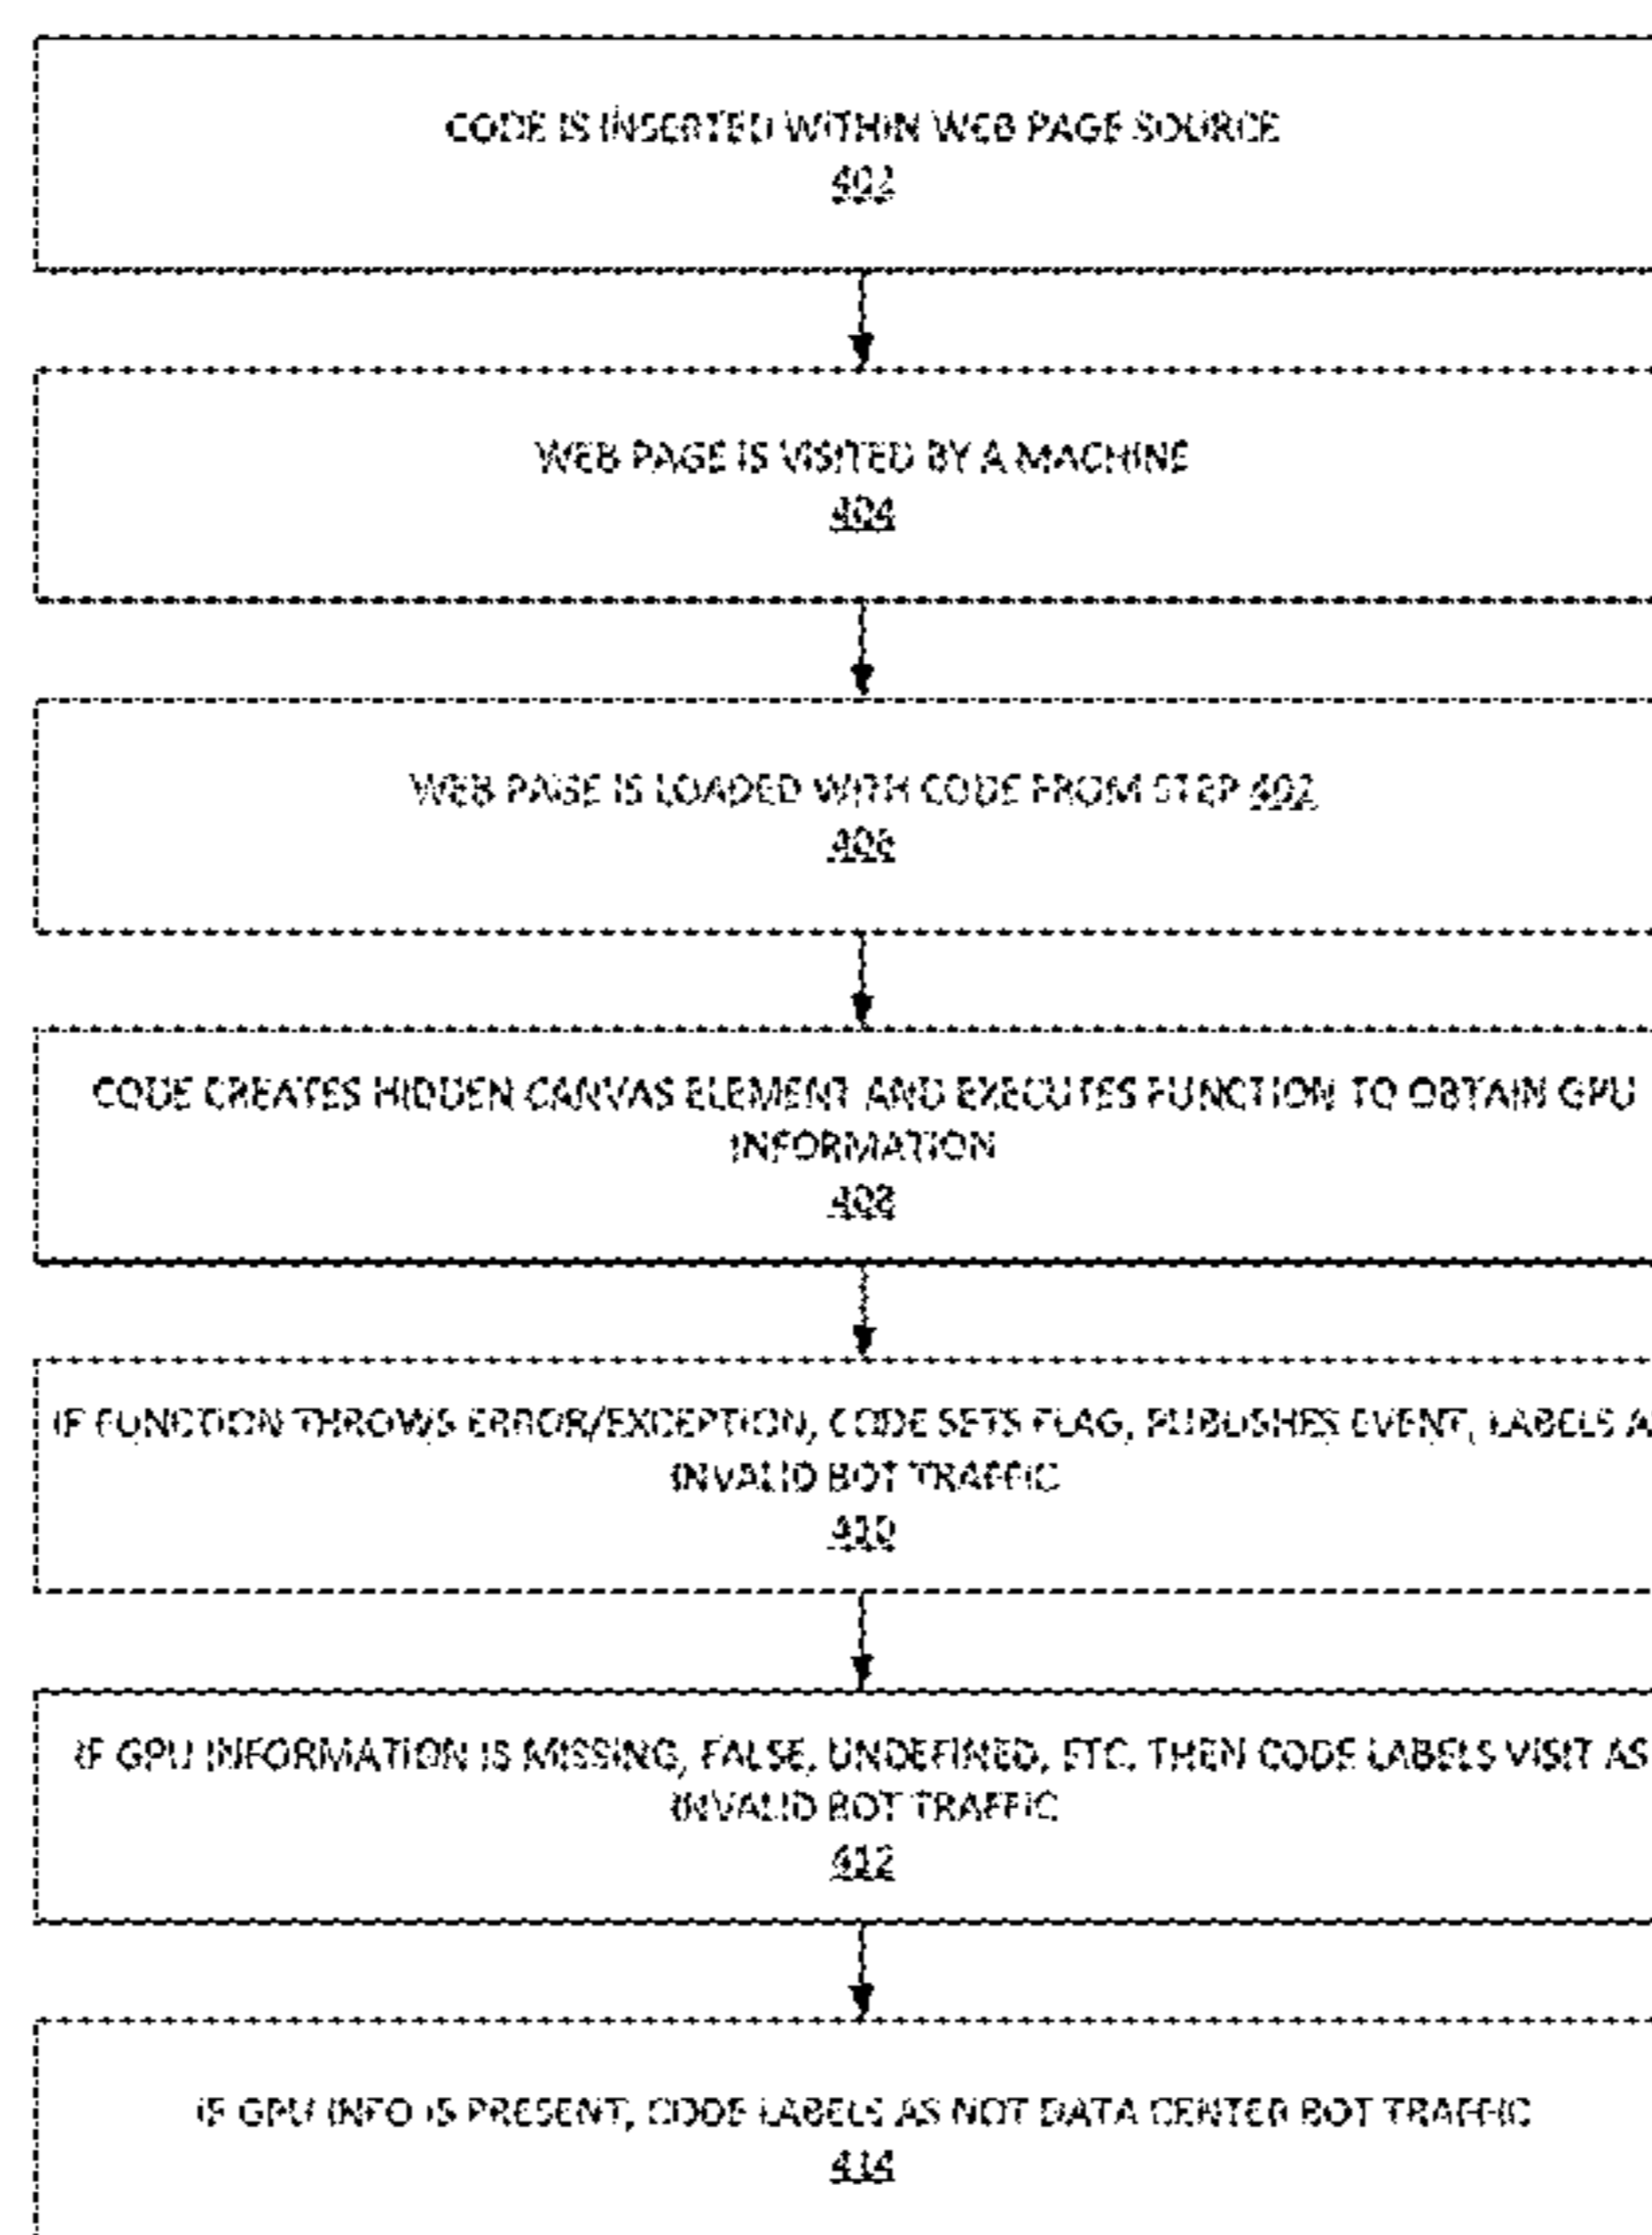 CODE IS INSERTED WITHIN WEB PAGE SOURCE
402
WEB PAGE IS VISITED BY A MACHINE
404
WEB PAGE IS LOADED WITH CODE FROM STEP 402
406
CODE CREATES HIDDEN CANVAS ELEMENT AND EXECUTES FUNCTION TO OBTAIN GPU
INFORMATION
408
IF FUNCTION THROWS ERROR/EXCEPTION, CODE SETS FLAG, PUBLISHES EVENT, LABELS
INVALID BOT TRAFFIC
410
IF GPU INFORMATION IS MISSING, FALSE, UNDEFINED, ETC. THEN CODE LABELS VISIT AS
INVALID BOT TRAFFIC
412
IF GPU INFO IS PRESENT, CODE LABELS AS NOT DATA CENTER BOT TRAFFIC
414